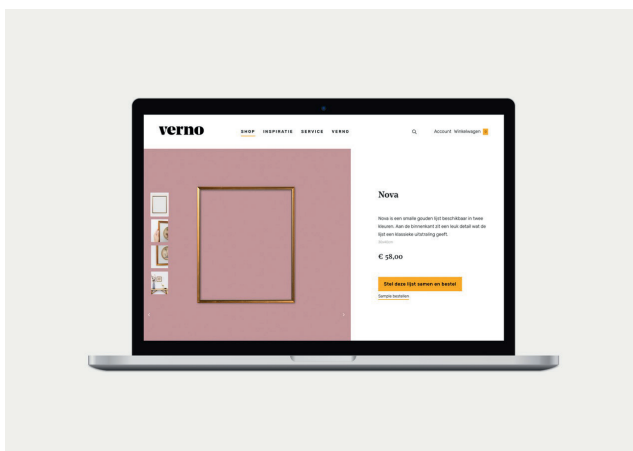 verno
SHOP INSPIRATIE SERVICE VERNO
Account Winkelwagen
Nova
Nova is een smalle gouden lijst beschikbaar in twee
kleuren. Aan de binnenkant zit een leuk detail wat de
lijst een klassieke uitstraling geeft.
€ 58,00
Stel deze lijst samen en bestel
Sample bestellen